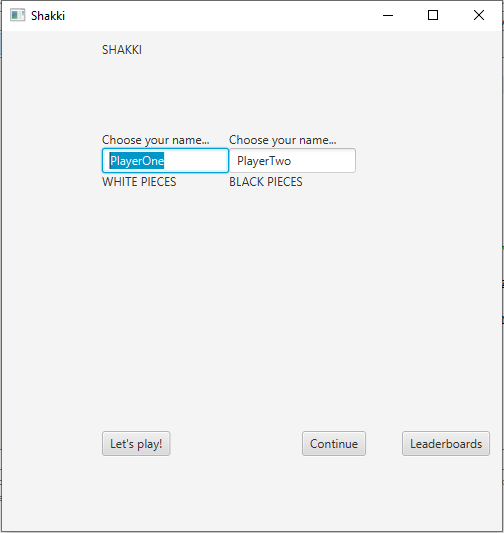 Shakki
SHAKKI
Choose your name... Choose your name...
PlayerOne PlayerTwo
WHITE PIECES BLACK PIECES
Let's play! Continue Leaderboards